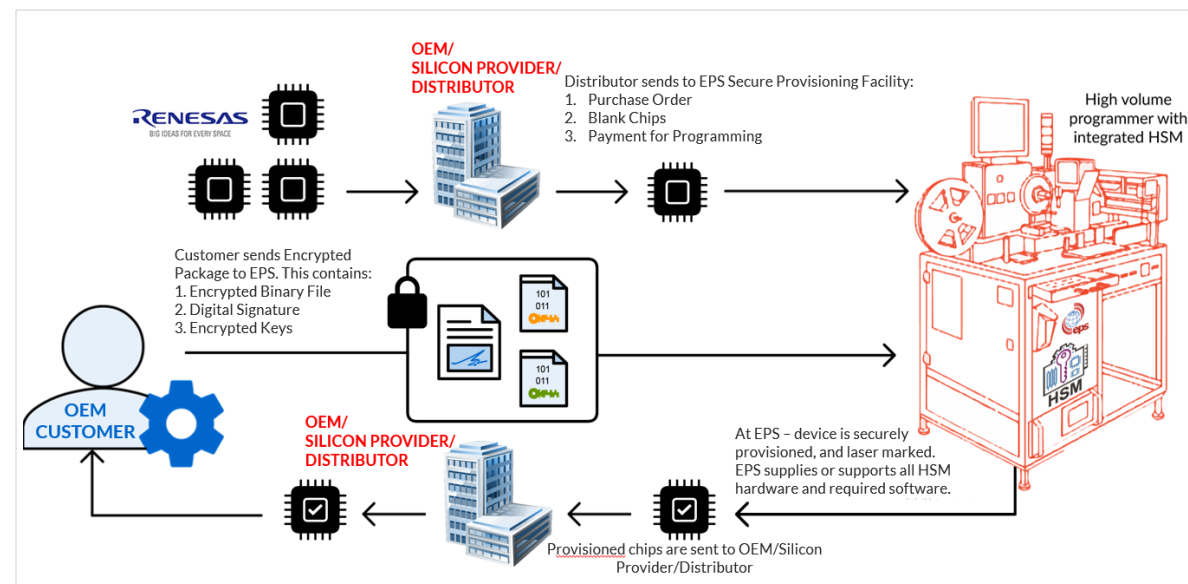 OEM/
SILICON PROVIDER/
DISTRIBUTOR
RENESAS
BIG IDEAS FOR EVERY SPACE
Distributor sends to EPS Secure Provisioning Facility:
1. Purchase Order
2. Blank Chips
3. Payment for Programming
High volume
programmer with
integrated HSM
Customer sends Encrypted
Package to EPS. This contains:
1. Encrypted Binary File
2. Digital Signature
3. Encrypted Keys
101
011
101
011
eps
HSM
OEM
CUSTOMER
OEM/
SILICON PROVIDER/
DISTRIBUTOR
At EPS – device is securely
provisioned, and laser marked.
EPS supplies or supports all HSM
hardware and required software.
Provisioned chips are sent to OEM/Silicon
Provider/Distributor